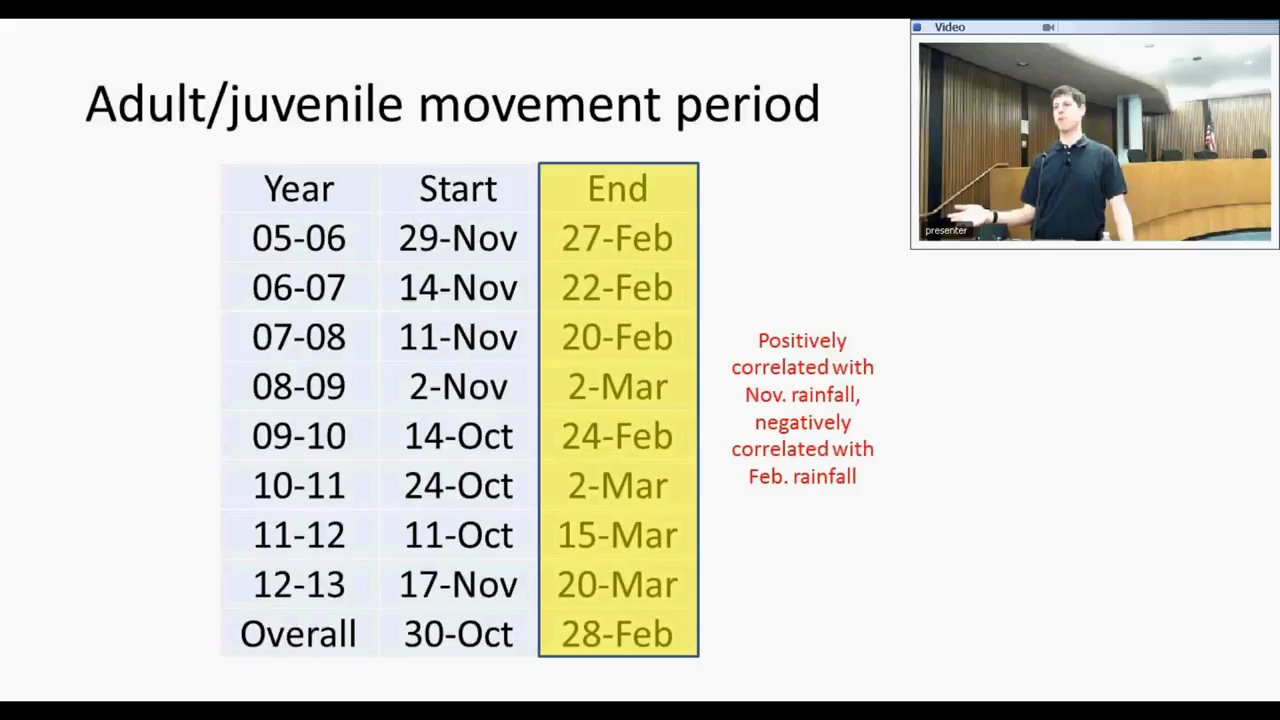 Video
presenter
Adult/juvenile movement period
Year Start End
05-06 29-Nov 27-Feb
06-07 14-Nov 22-Feb
07-08 11-Nov 20-Feb
08-09 2-Nov 2-Mar
09-10 14-Oct 24-Feb
10-11 24-Oct 2-Mar
11-12 11-Oct 15-Mar
12-13 17-Nov 20-Mar
Overall 30-Oct 28-Feb
Positively
correlated with
Nov. rainfall,
negatively
correlated with
Feb. rainfall